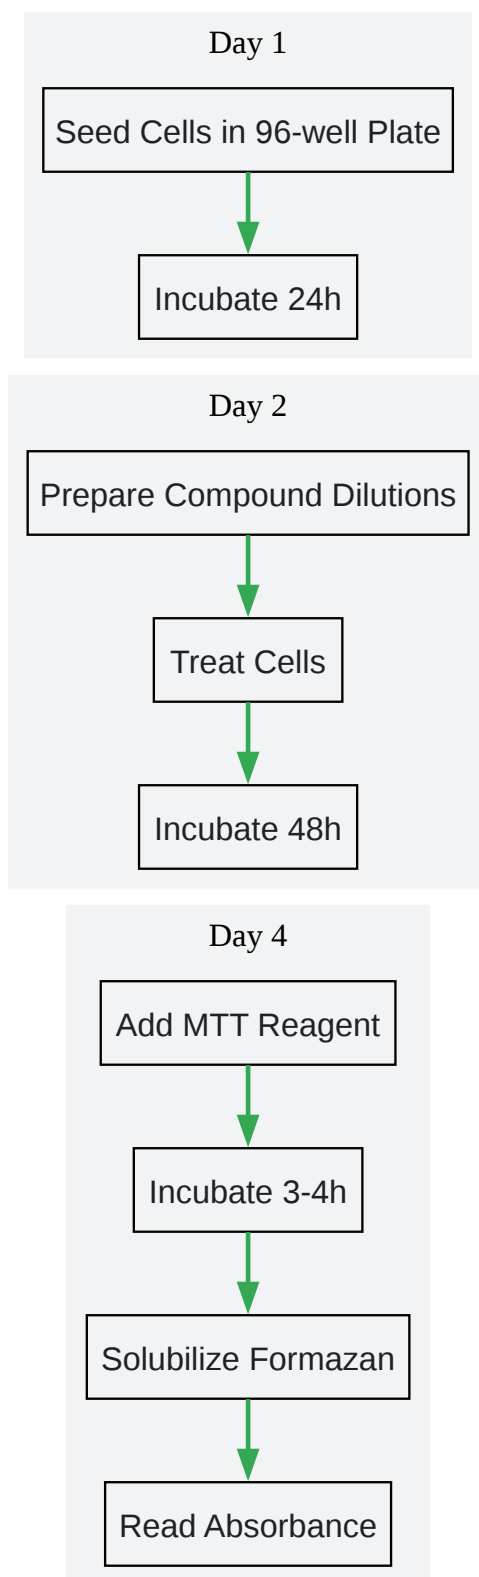 Day 1
Seed Cells in 96-well Plate
Incubate 24h
Day 2
Prepare Compound Dilutions
Treat Cells
Incubate 48h
Day 4
Add MTT Reagent
Incubate 3-4h
Solubilize Formazan
Read Absorbance